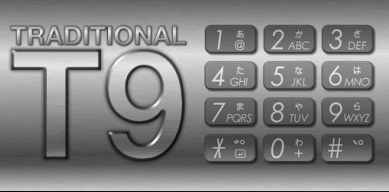 TRADITIONAL
T9
1 あ @
2 か ABC
3 さ DEF
4 た GHI
5 な JKL
6 は MNO
7 ま PQRS
8 や TUV
9 ら WXYZ
* 
0 わ +
#